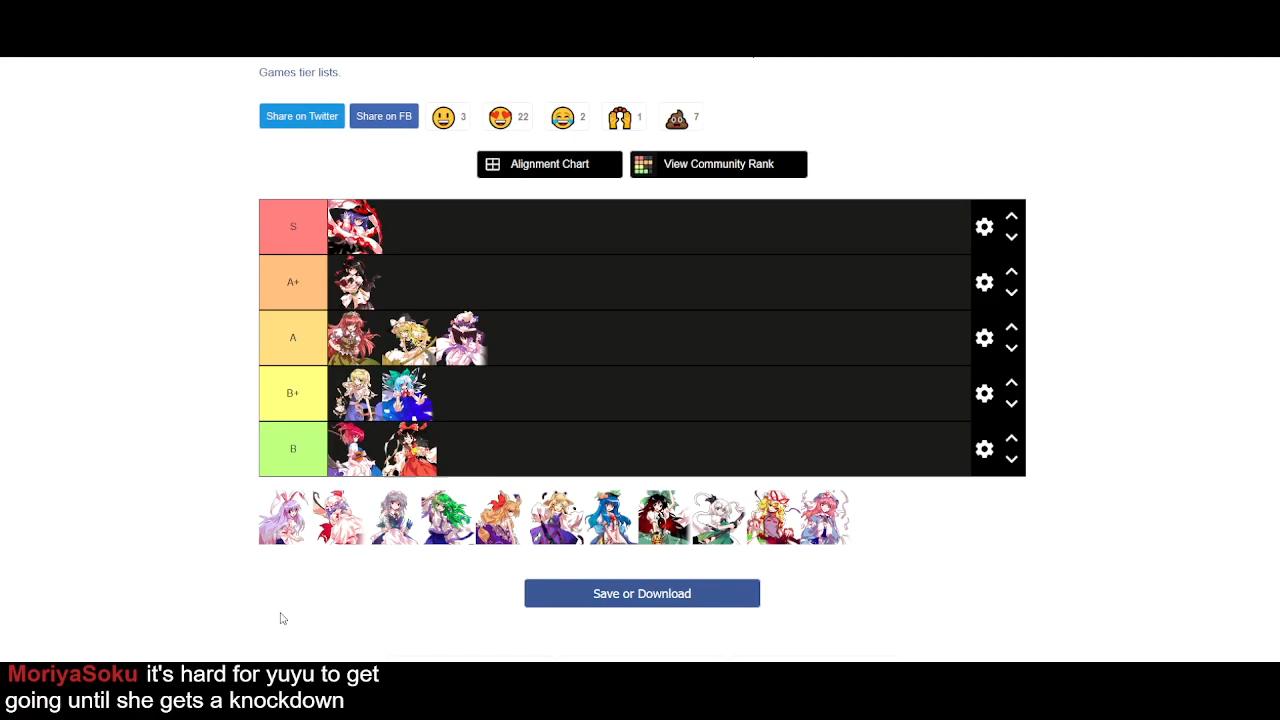 Games tier lists.
Share on Twitter Share on FB 3 22 2 1 7
Alignment Chart View Community Rank
S
A+
A
B+
B
Save or Download
MoriyaSoku it's hard for yuyu to get
going until she gets a knockdown